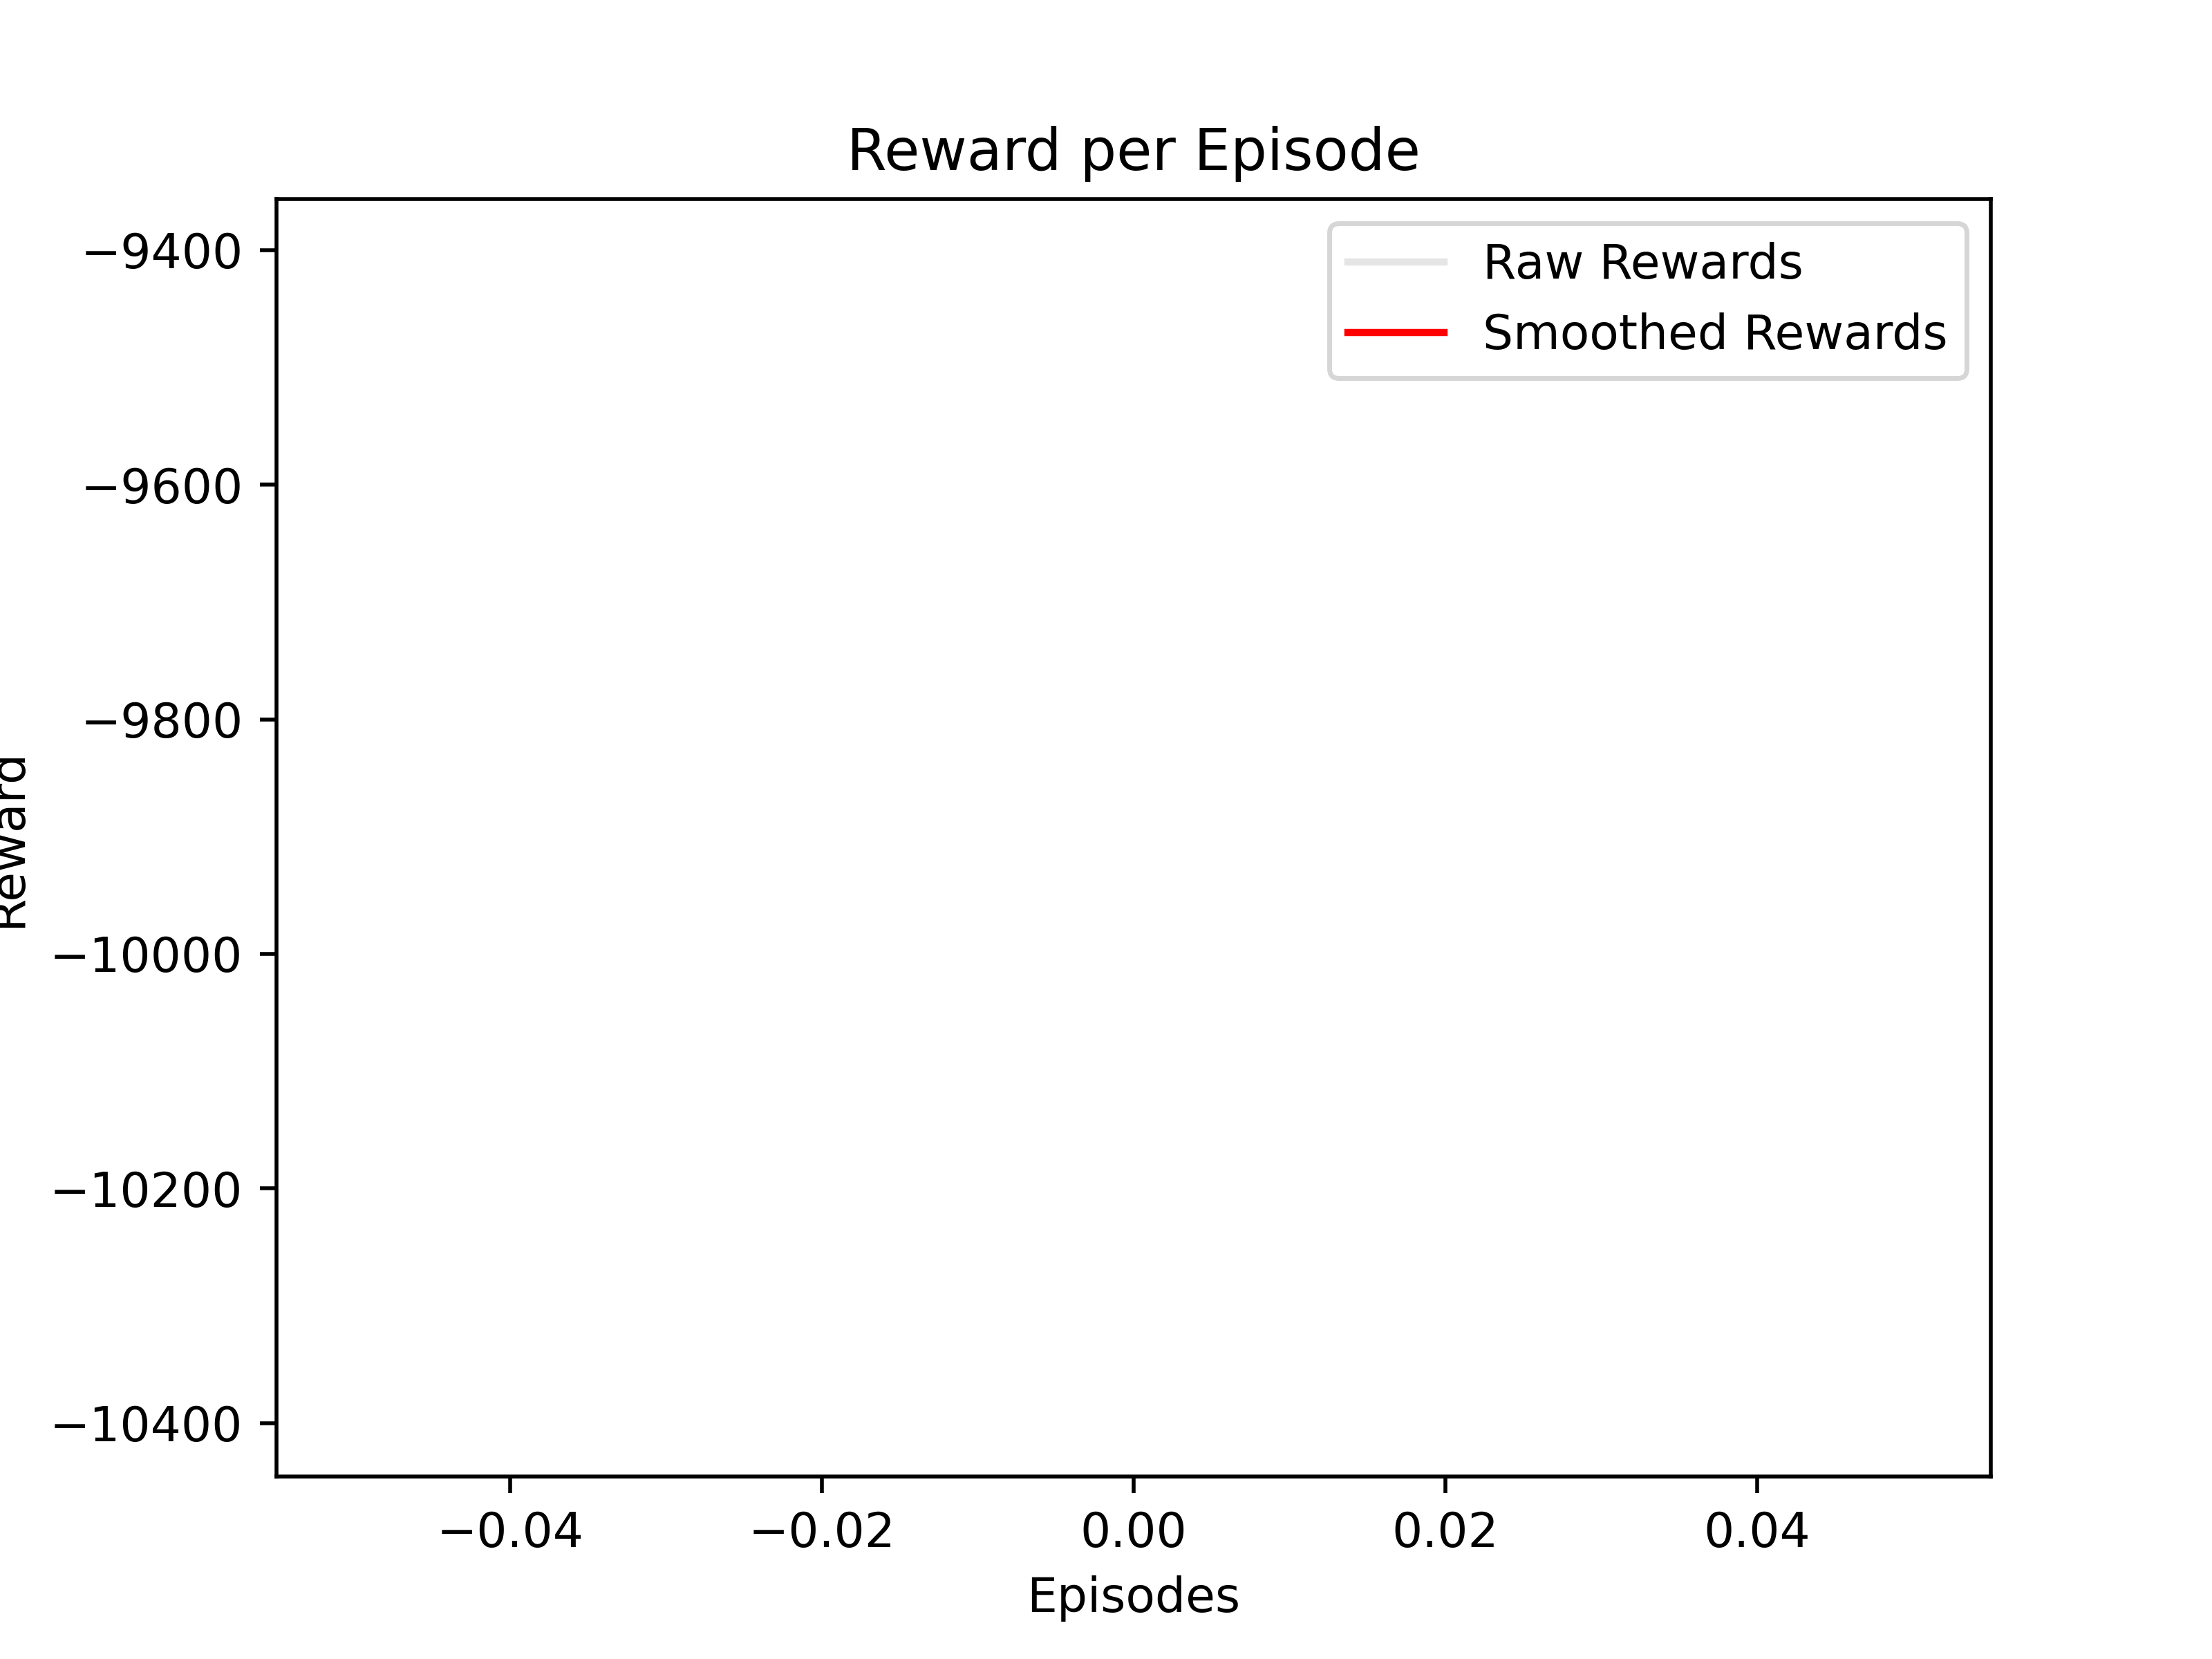 Reward per Episode
Raw Rewards
Smoothed Rewards
−9400
−9600
−9800
−10000
−10200
−10400
Reward
−0.04 −0.02 0.00 0.02 0.04
Episodes